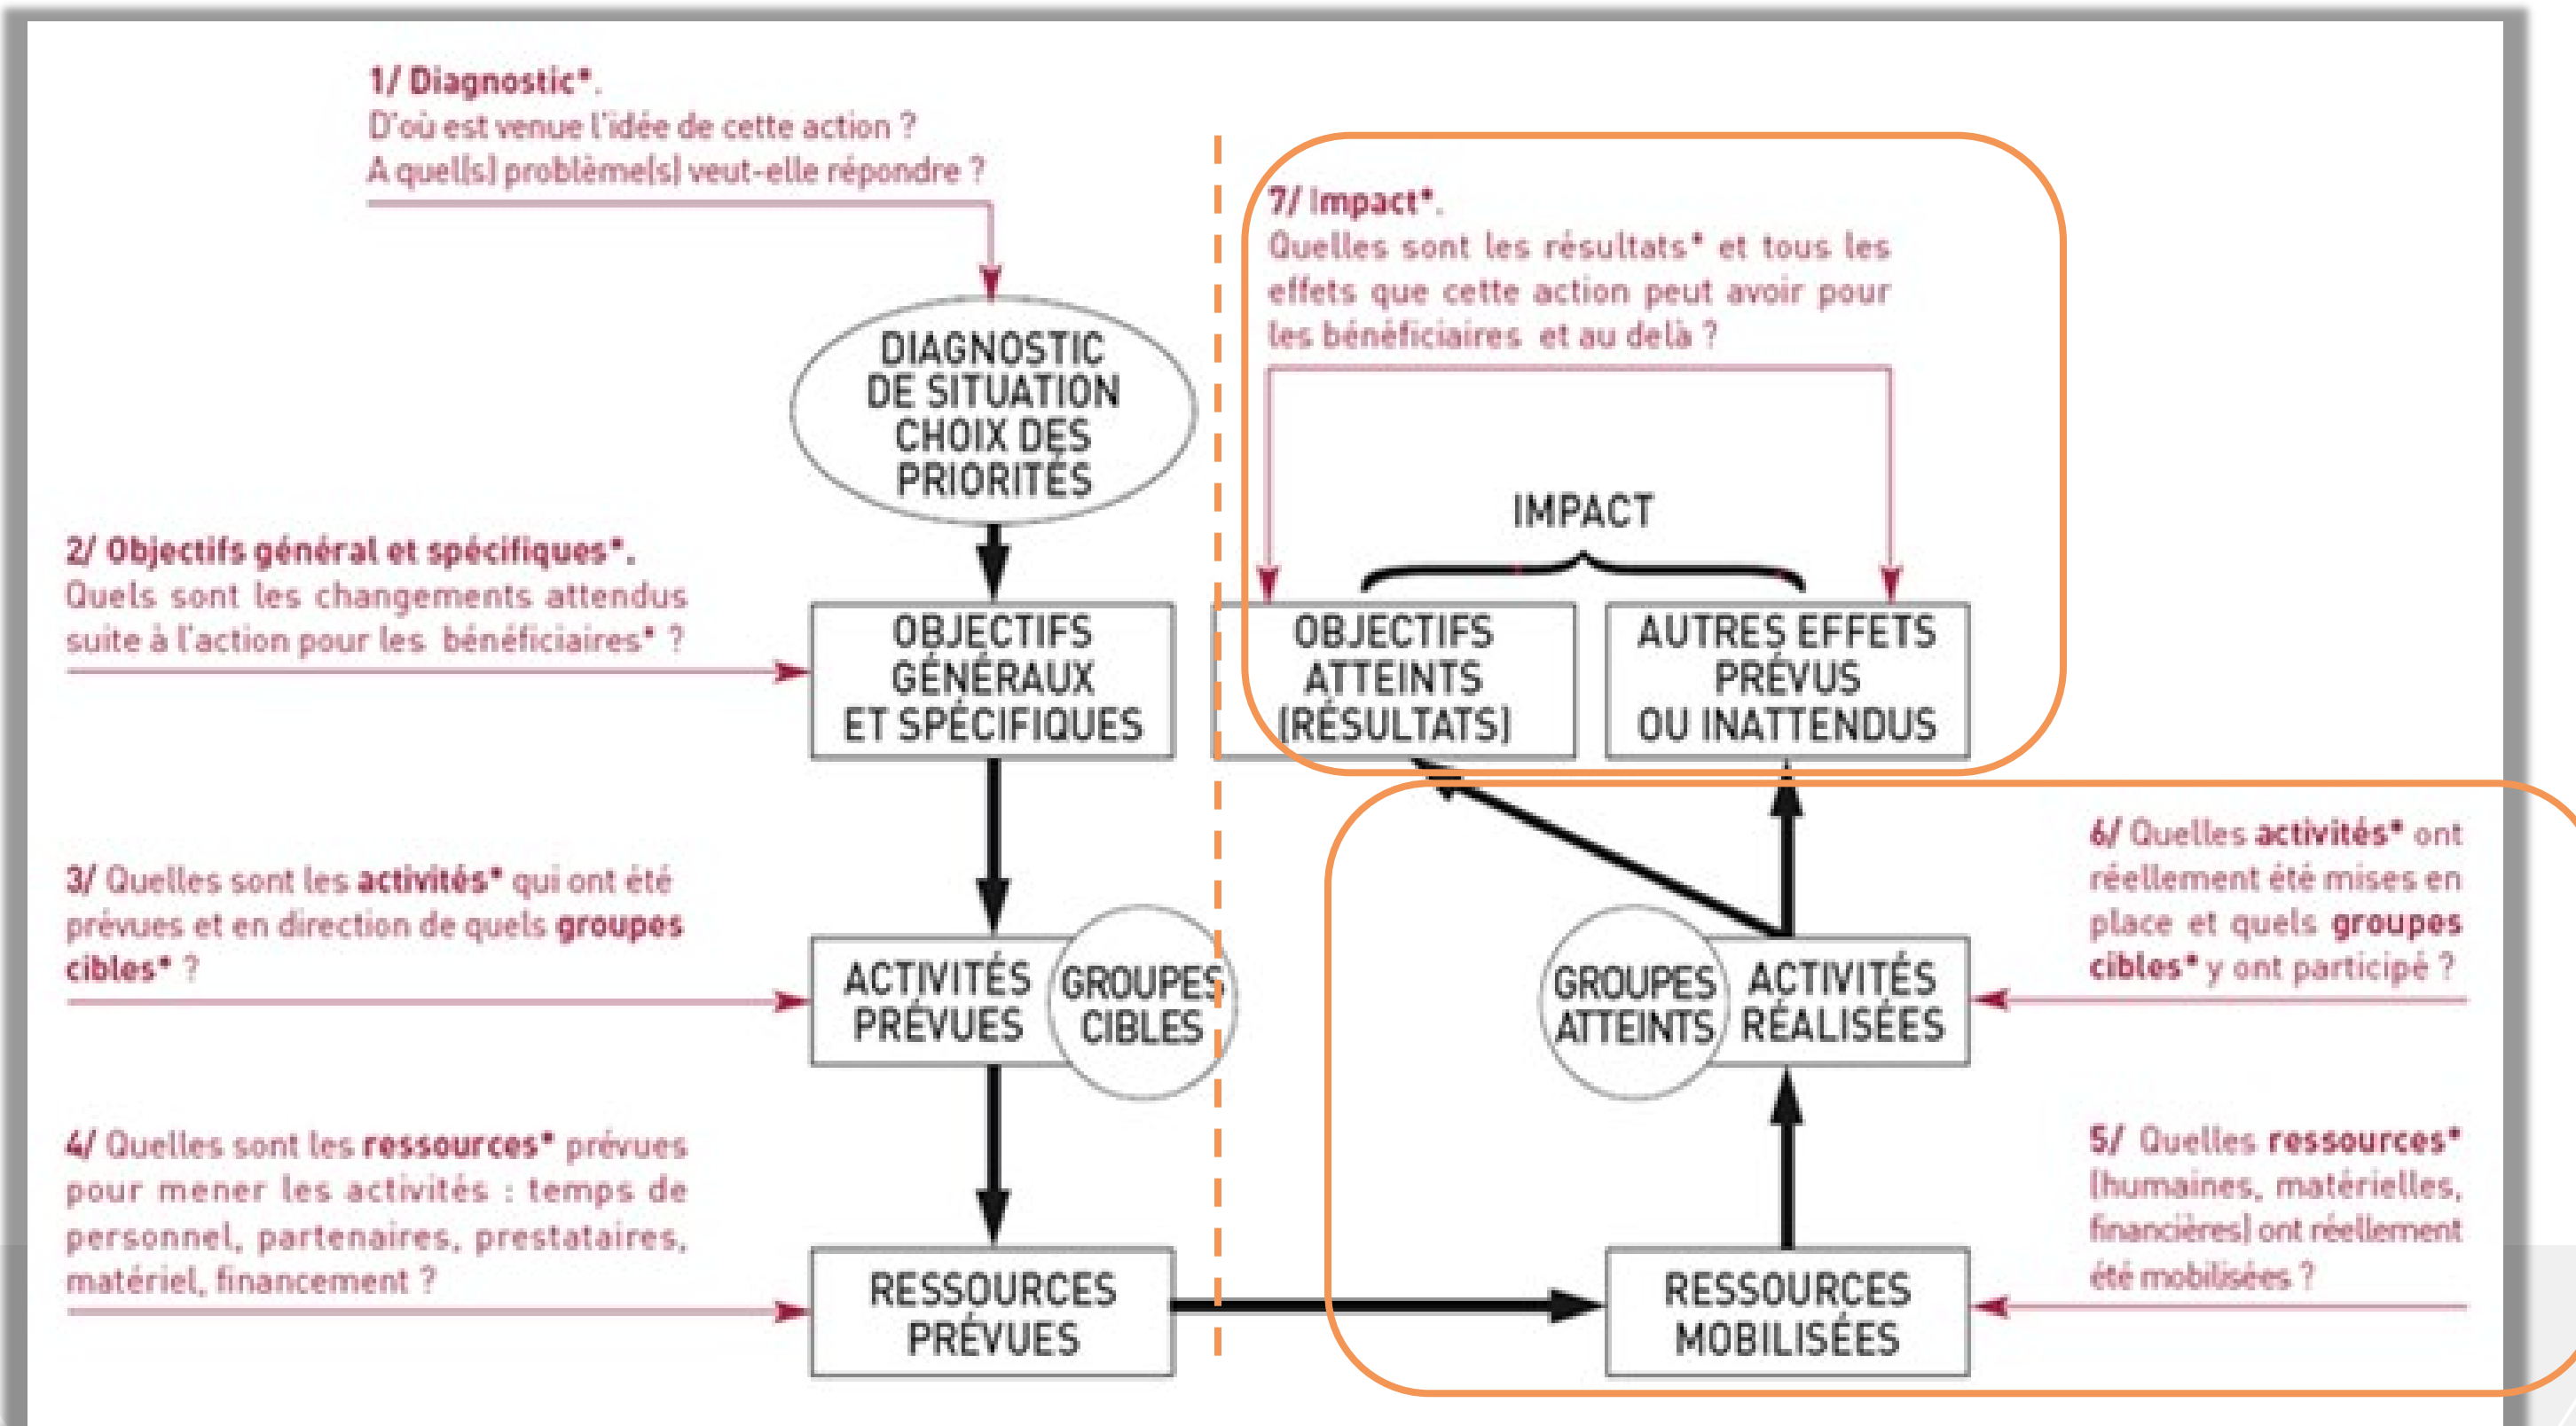 1/ Diagnostic*.
D'où est venue l'idée de cette action ?
A quel(s) problème(s) veut-elle répondre ?
DIAGNOSTIC
DE SITUATION
CHOIX DES
PRIORITÉS
2/ Objectifs général et spécifiques*.
Quels sont les changements attendus
suite à l'action pour les bénéficiaires* ?
OBJECTIFS
GÉNÉRAUX
ET SPÉCIFIQUES
3/ Quelles sont les activités* qui ont été
prévues et en direction de quels groupes
cibles* ?
ACTIVITÉS
PRÉVUES
GROUPES
CIBLES
4/ Quelles sont les ressources* prévues
pour mener les activités : temps de
personnel, partenaires, prestataires,
matériel, financement ?
RESSOURCES
PRÉVUES
7/ Impact*.
Quelles sont les résultats* et tous les
effets que cette action peut avoir pour
les bénéficiaires et au delà ?
IMPACT
OBJECTIFS
ATTEINTS
(RÉSULTATS)
AUTRES EFFETS
PRÉVUS
OU INATTENDUS
6/ Quelles activités* ont
réellement été mises en
place et quels groupes
cibles* y ont participé ?
GROUPES
ATTEINTS
ACTIVITÉS
RÉALISÉES
5/ Quelles ressources*
(humaines, matérielles,
financières) ont réellement
été mobilisées ?
RESSOURCES
MOBILISÉES